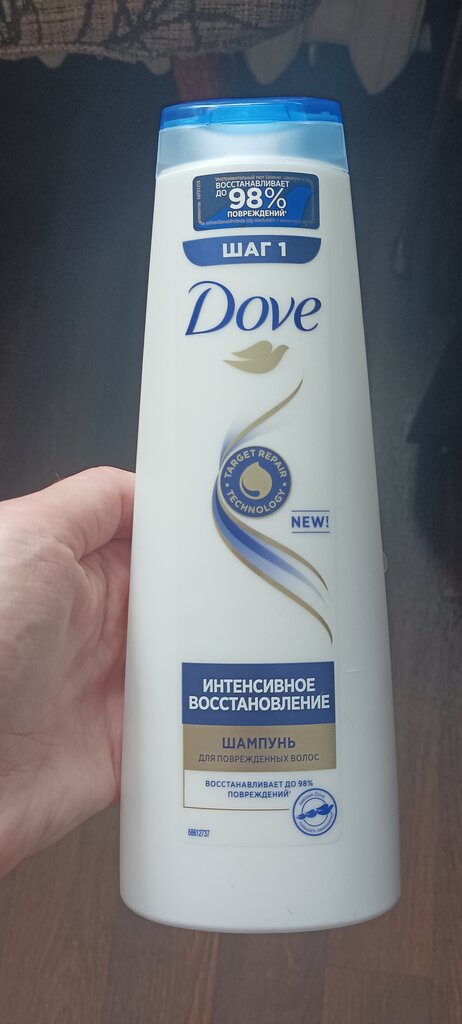 ВОССТАНАВЛИВАЕТ
ДО 98%
ПОВРЕЖДЕНИЙ
ШАГ 1
Dove
TARGET REPAIR
TECHNOLOGY
NEW!
ИНТЕНСИВНОЕ
ВОССТАНОВЛЕНИЕ
ШАМПУНЬ
ДЛЯ ПОВРЕЖДЕННЫХ ВОЛОС
ВОССТАНАВЛИВАЕТ ДО 98%
ПОВРЕЖДЕНИЙ
68612737